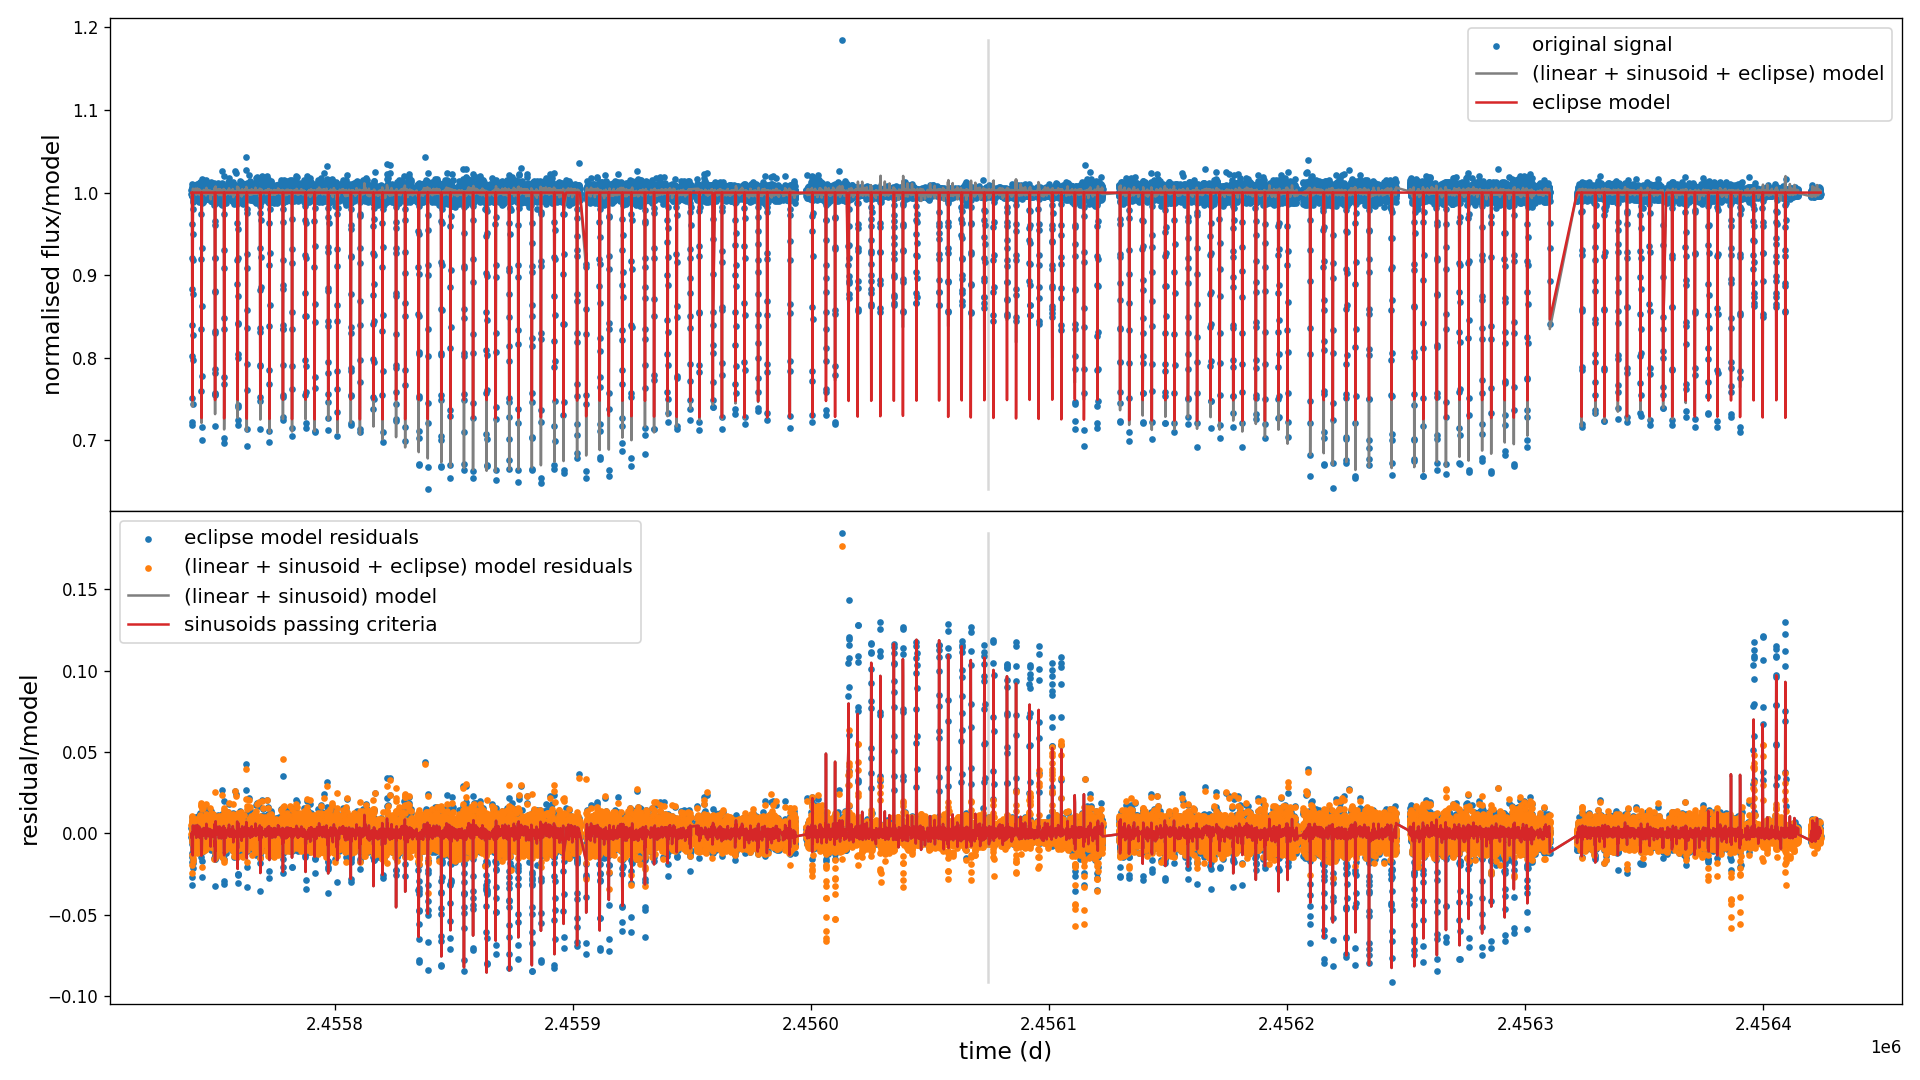 1.2
1.1
1.0
0.9
0.8
0.7
normalised flux/model
original signal
(linear + sinusoid + eclipse) model
eclipse model
eclipse model residuals
(linear + sinusoid + eclipse) model residuals
(linear + sinusoid) model
sinusoids passing criteria
0.15
0.10
0.05
0.00
−0.05
−0.10
residual/model
2.4558
2.4559
2.4560
2.4561
2.4562
2.4563
2.4564
1e6
time (d)